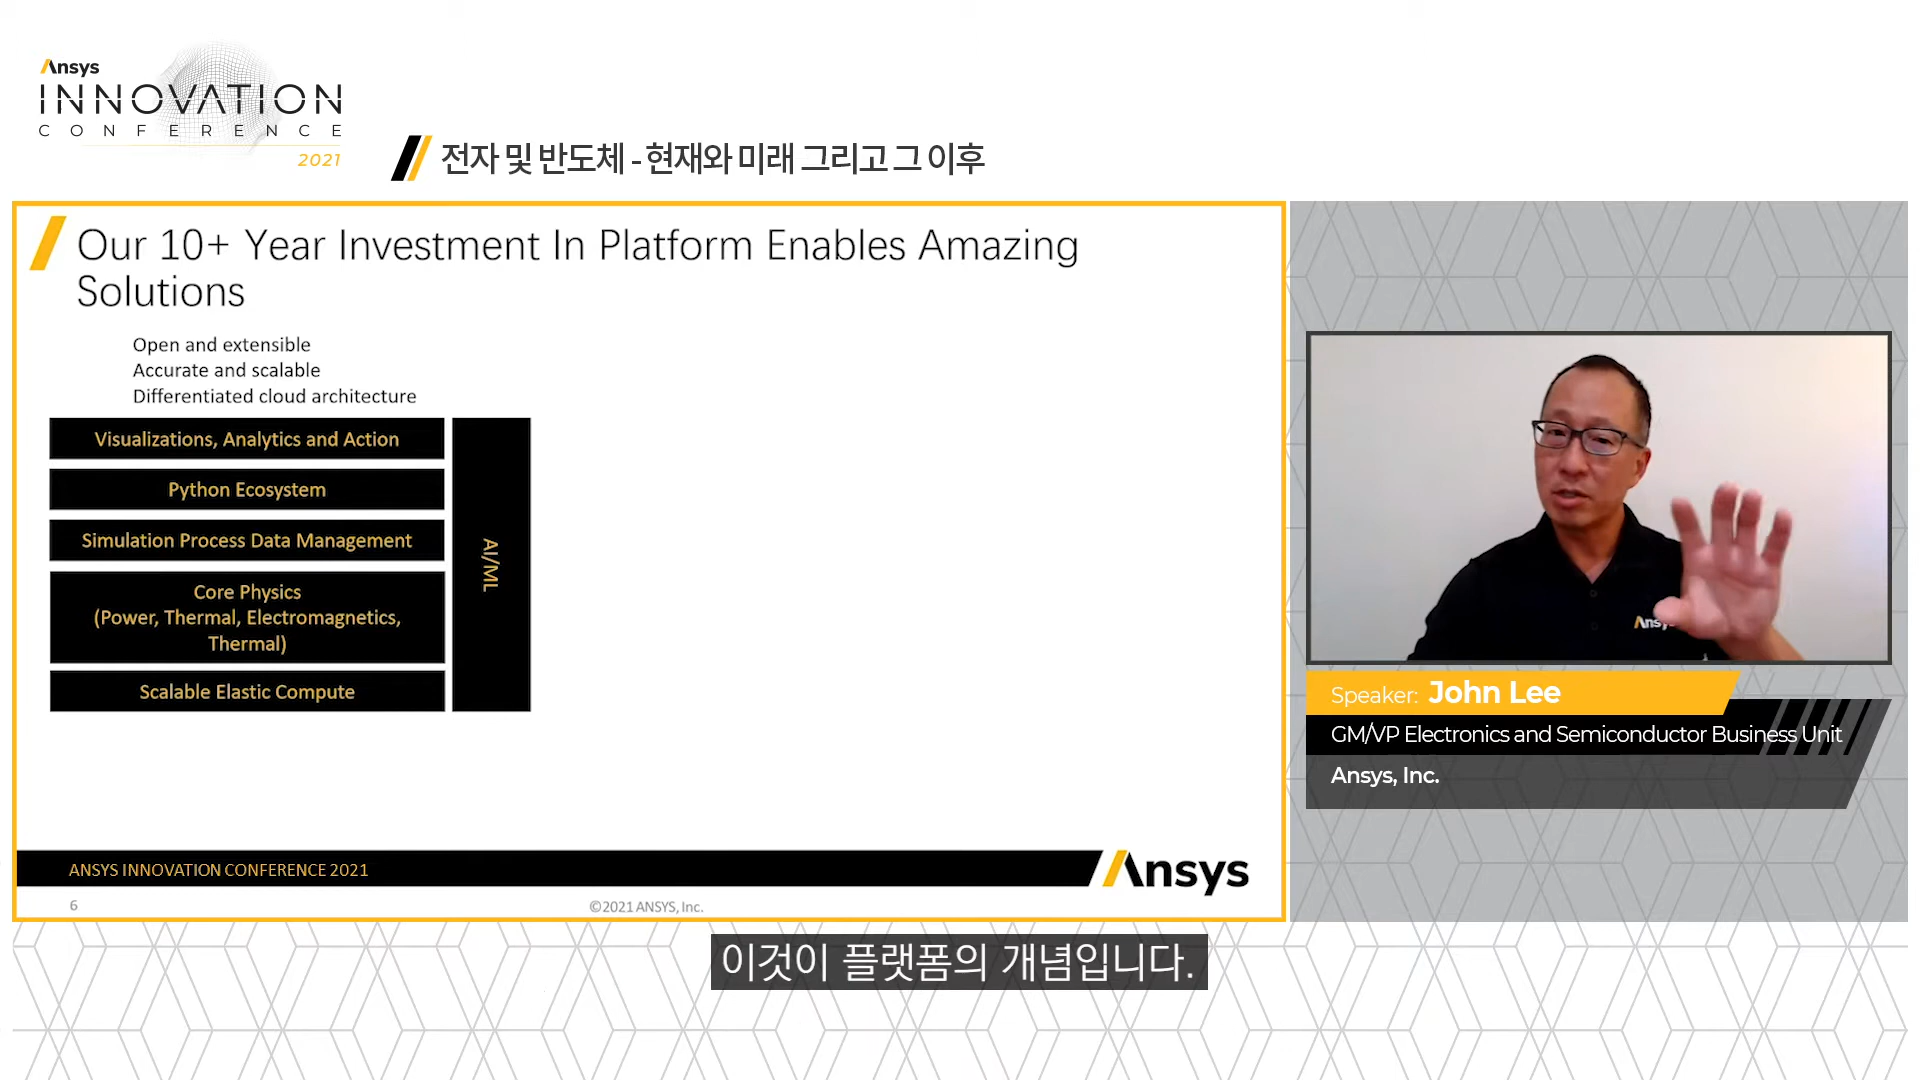 Ansys
INNOVATION
CONFERENCE
2021
전자 및 반도체 - 현재와 미래 그리고 그 이후
Our 10+ Year Investment In Platform Enables Amazing
Solutions
Open and extensible
Accurate and scalable
Differentiated cloud architecture
Visualizations, Analytics and Action
Python Ecosystem
Simulation Process Data Management
Core Physics
(Power, Thermal, Electromagnetics,
Thermal)
Scalable Elastic Compute
AI/ML
ANSYS INNOVATION CONFERENCE 2021
Ansys
6
©2021 ANSYS, Inc.
Ansys
Speaker: John Lee
GM/VP Electronics and Semiconductor Business Unit
Ansys, Inc.
이것이 플랫폼의 개념입니다.